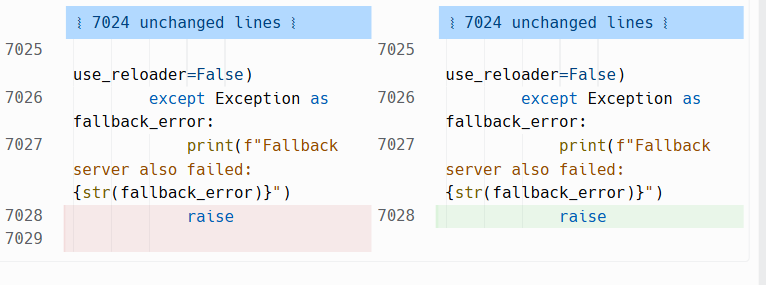 ⧙ 7024 unchanged lines ⧙
7025
use_reloader=False)
7026 except Exception as
fallback_error:
7027 print(f"Fallback
server also failed:
{str(fallback_error)}")
7028 raise
7029
⧙ 7024 unchanged lines ⧙
7025
use_reloader=False)
7026 except Exception as
fallback_error:
7027 print(f"Fallback
server also failed:
{str(fallback_error)}")
7028 raise